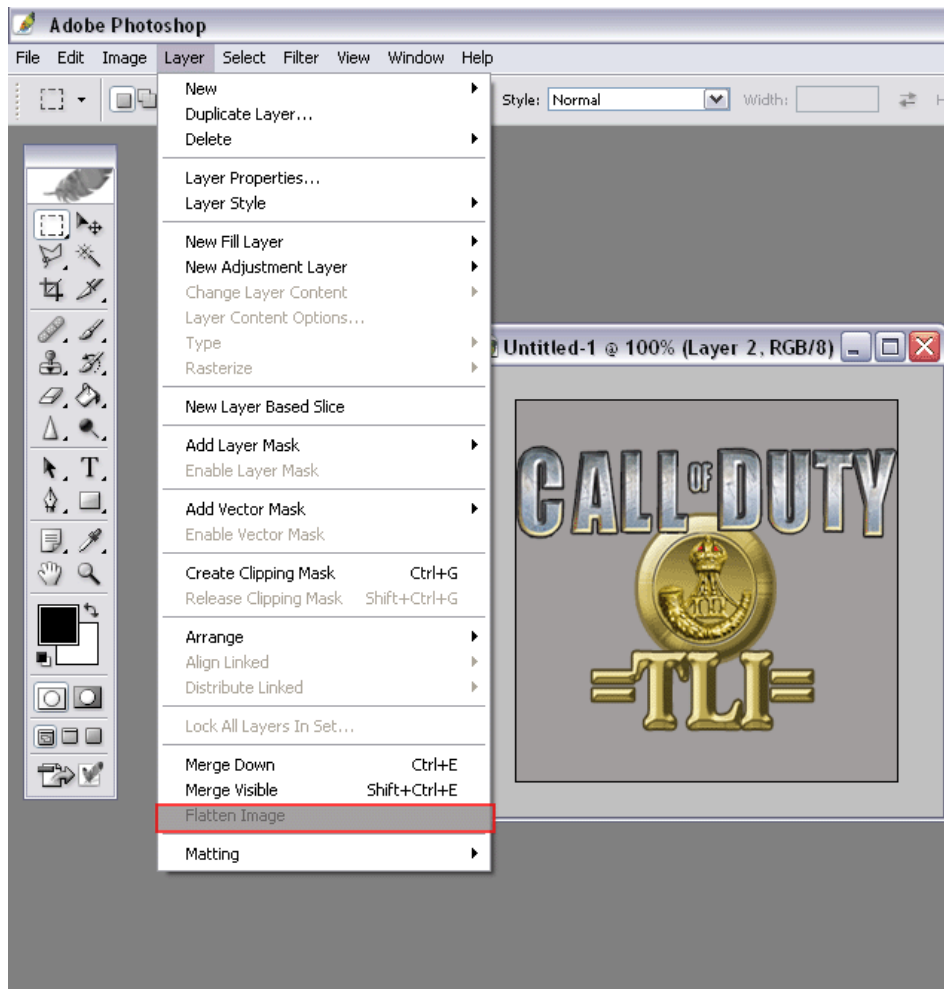 Adobe Photoshop
File Edit Image Layer Select Filter View Window Help
Style: Normal Width: H
New
Duplicate Layer...
Delete
Layer Properties...
Layer Style
New Fill Layer
New Adjustment Layer
Change Layer Content
Layer Content Options...
Type
Rasterize
New Layer Based Slice
Add Layer Mask
Enable Layer Mask
Add Vector Mask
Enable Vector Mask
Create Clipping Mask Ctrl+G
Release Clipping Mask Shift+Ctrl+G
Arrange
Align Linked
Distribute Linked
Lock All Layers In Set...
Merge Down Ctrl+E
Merge Visible Shift+Ctrl+E
Flatten Image
Matting
T
Untitled-1 @ 100% (Layer 2, RGB/8)
CALL OF DUTY
=TLI=